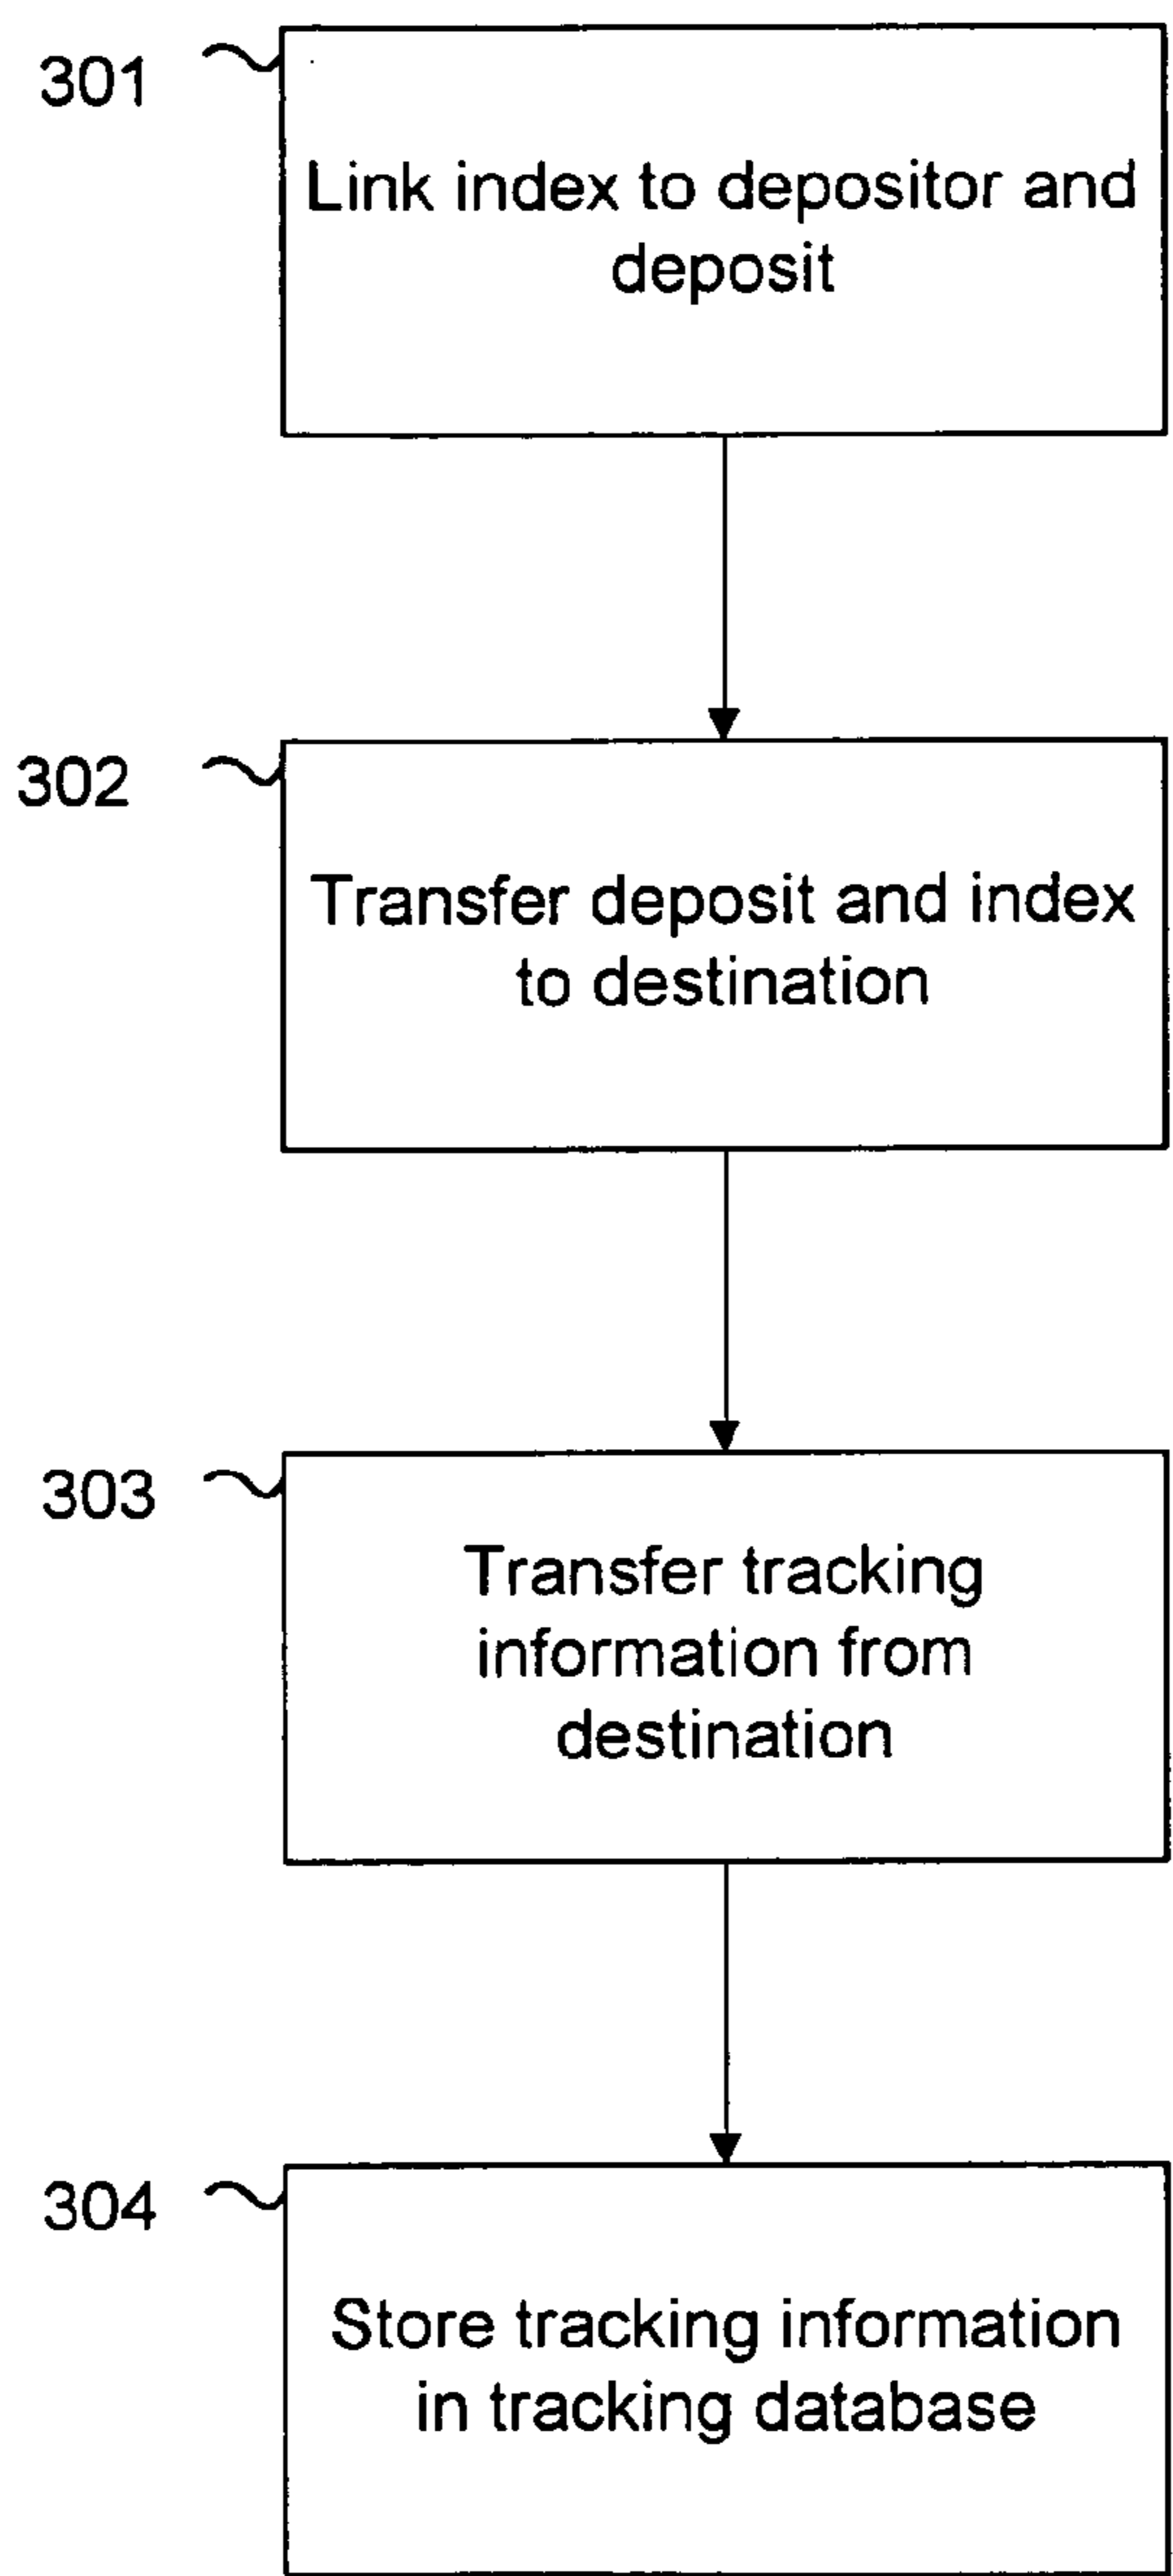 301
Link index to depositor and
deposit
302
Transfer deposit and index
to destination
303
Transfer tracking
information from
destination
304
Store tracking information
in tracking database